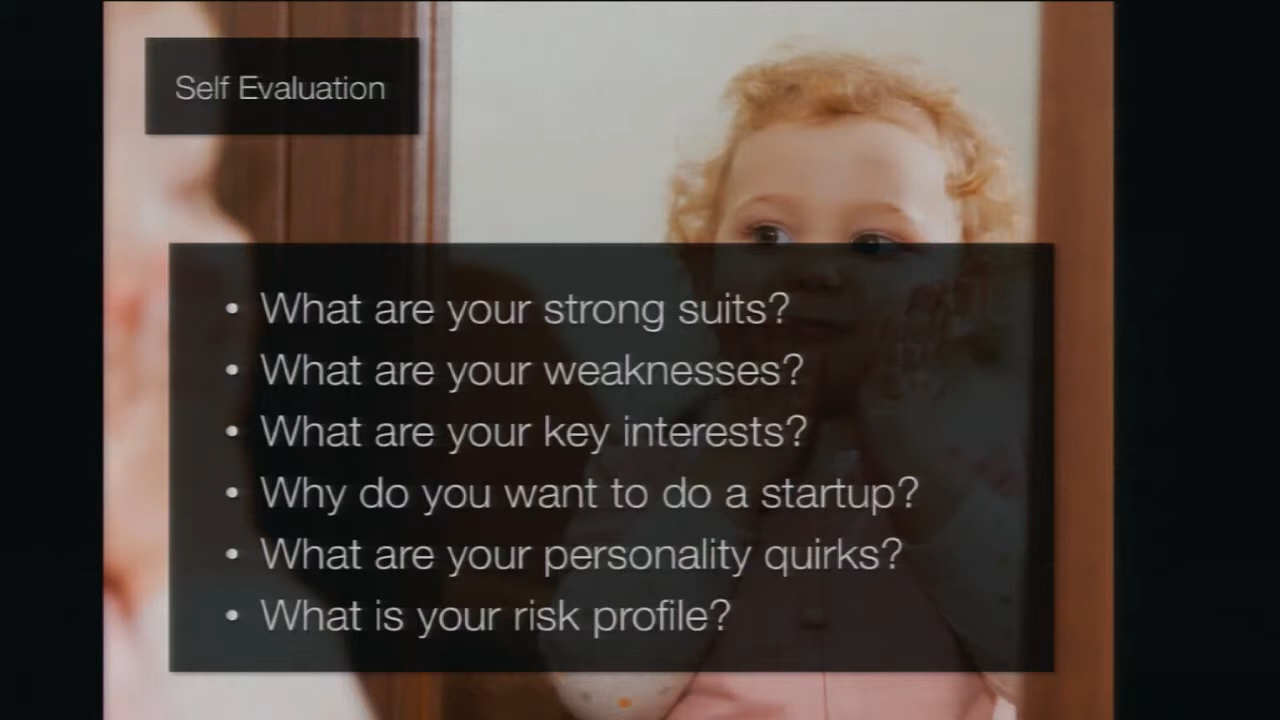 Self Evaluation
• What are your strong suits?
• What are your weaknesses?
• What are your key interests?
• Why do you want to do a startup?
• What are your personality quirks?
• What is your risk profile?